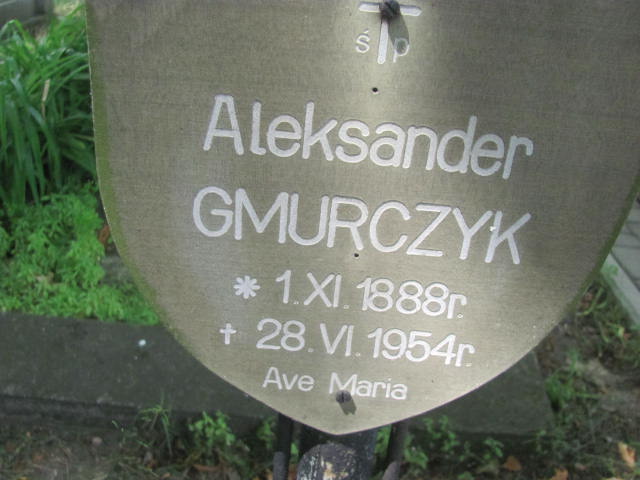 ś p
Aleksander
GMURCZYK
* 1.XI.1888r.
† 28.VI.1954r.
Ave Maria